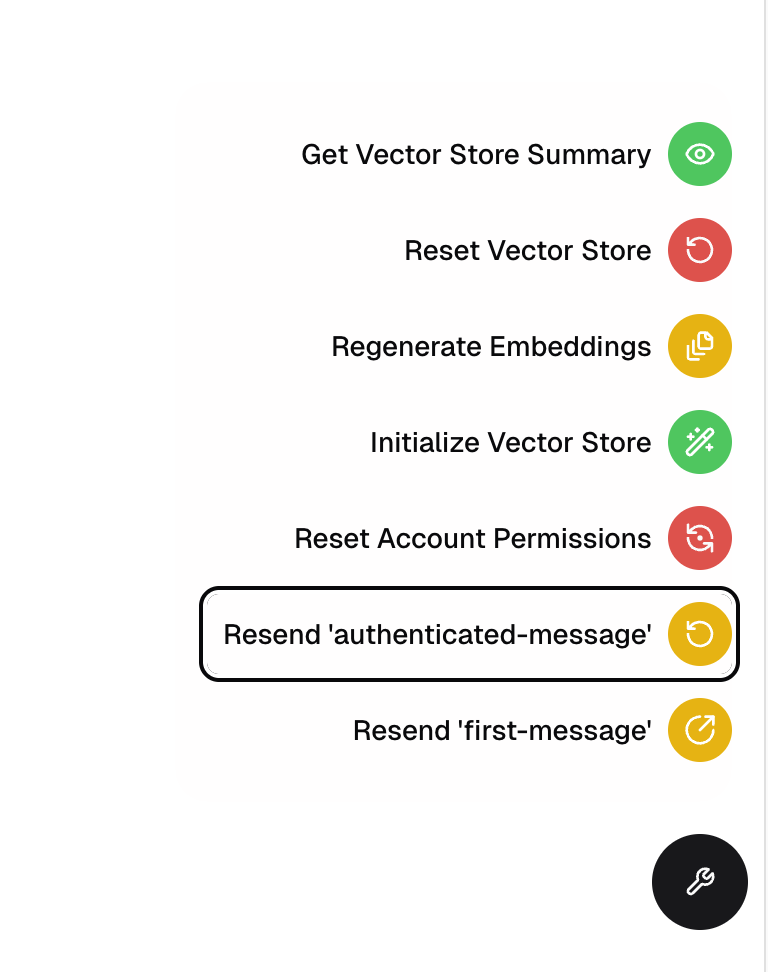 Get Vector Store Summary
Reset Vector Store
Regenerate Embeddings
Initialize Vector Store
Reset Account Permissions
Resend 'authenticated-message'
Resend 'first-message'